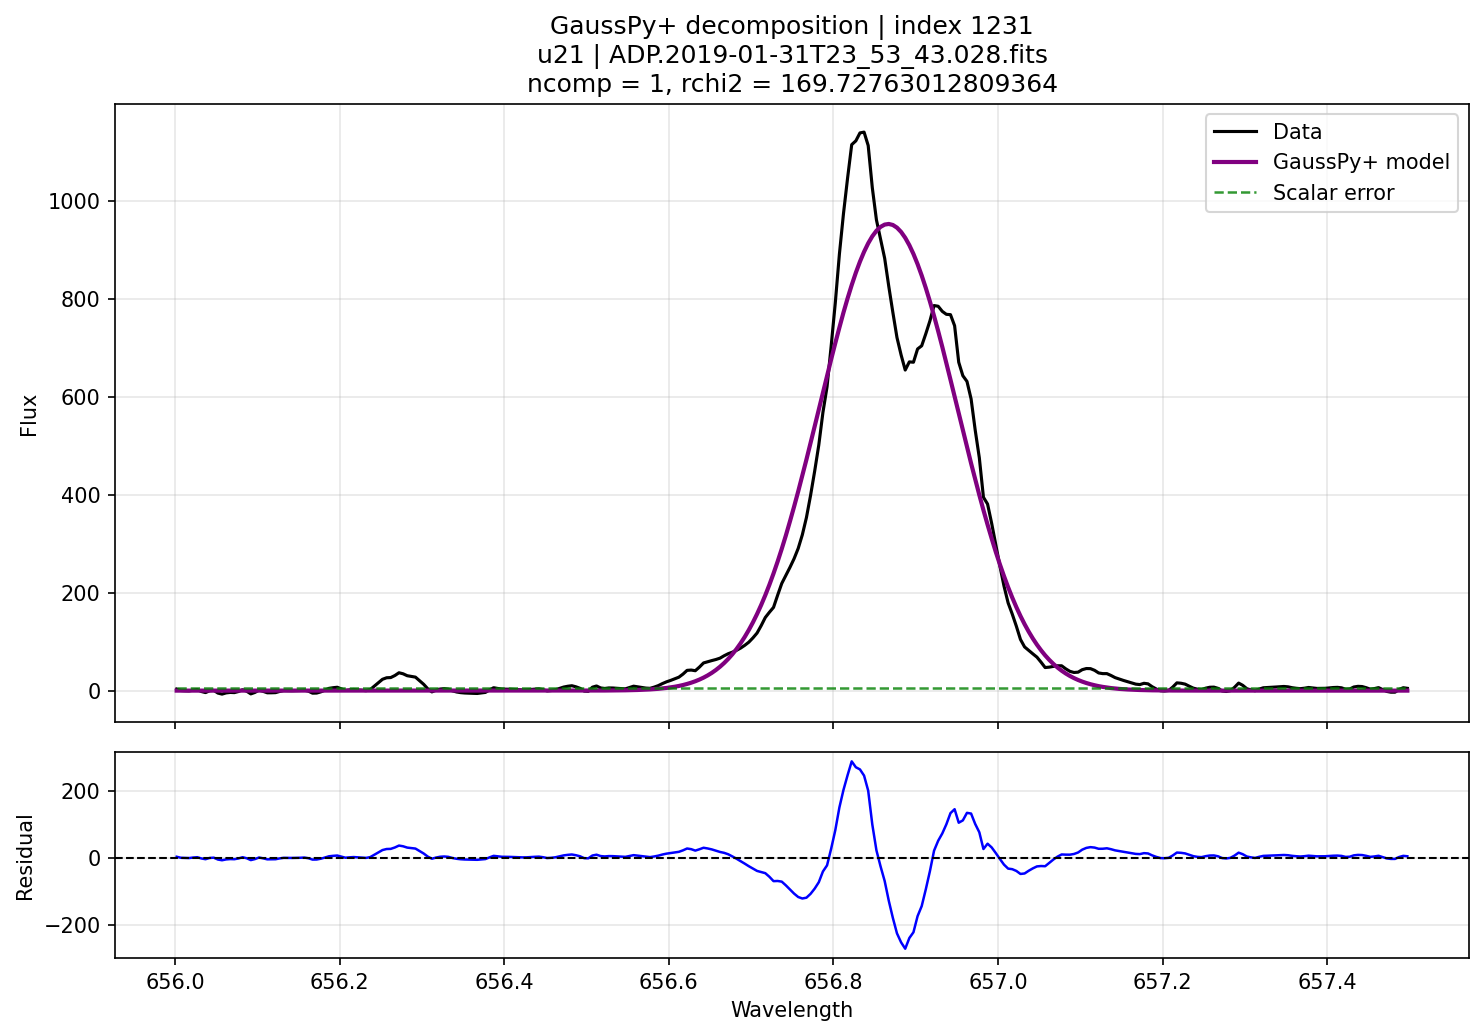 GaussPy+ decomposition | index 1231
u21 | ADP.2019-01-31T23_53_43.028.fits
ncomp = 1, rchi2 = 169.72763012809364
Data
GaussPy+ model
Scalar error
Flux
1000
800
600
400
200
0
Residual
200
0
−200
656.0 656.2 656.4 656.6 656.8 657.0 657.2 657.4
Wavelength